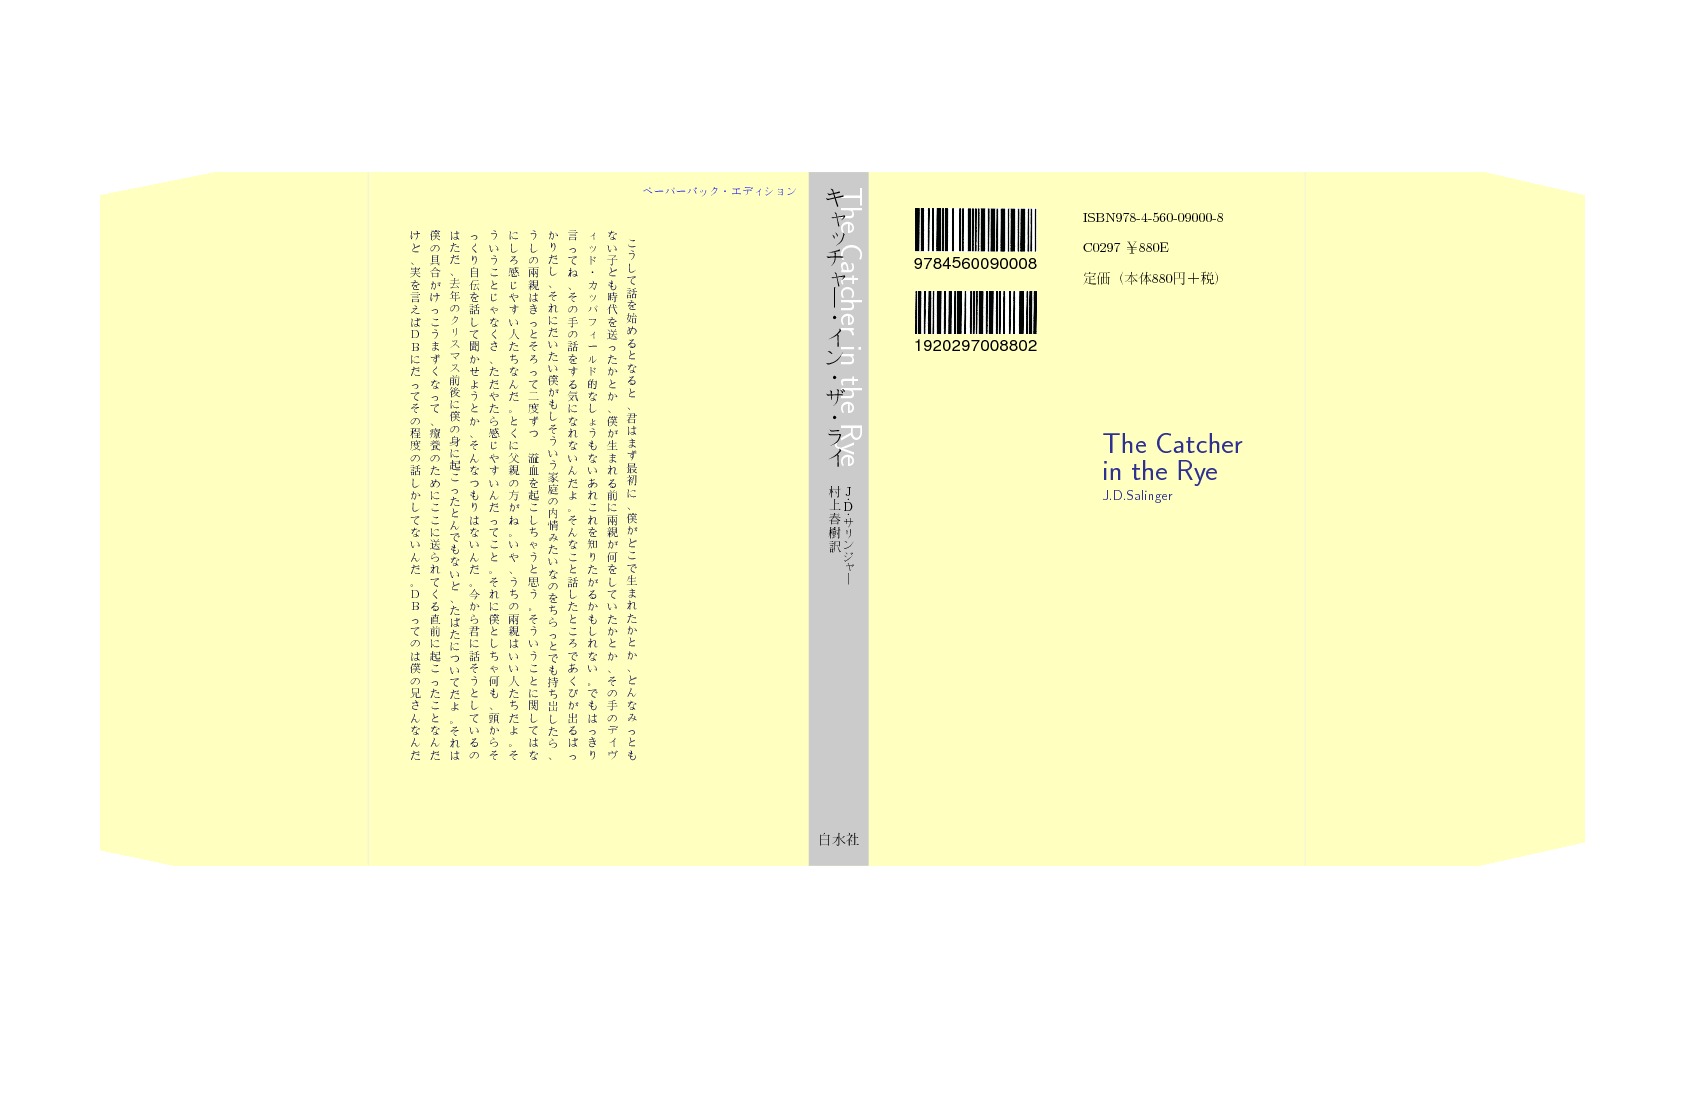 ペーパーバック・エディション
こうして話を始めるとなると、君はまず最初に、僕がどこで生まれたかとか、どんなみっとも
ない子ども時代を送ったかとか、僕が生まれる前に兩親が何をしていたかとか、その手のデイヴ
ィッド・カッパフィールド的なしょうもないあれこれを知りたがるかもしれない。でもはっきり
言ってね、その手の話をする気になれないんだよ。そんなこと話したところであくびが出るばっ
かりだし、それにだいたい僕がもしそういう家庭の内情みたいなのをちらっとでも持ち出したら、
うしの兩親はきっとそろって二度ずつ　溢血を起こしちゃうと思う。そういうことに関してはな
にしろ感じやすい人たちなんだ。とくに父親の方がね。いや、うちの兩親はいい人たちだよ。そ
ういうことじゃなくさ、ただやたら感じやすいんだってこと。それに僕としちゃ何も、頭からそ
っくり自伝を話して聞かせようとか、そんなつもりはないんだ。今から君に話そうとしているの
はただ、去年のクリスマス前後に僕の身に起こったとんでもないと、たばたについてだよ。それは
僕の具合がけっこうまずくなって、療養のためにここに送られてくる直前に起こったことなんだ
けど、実を言えばＤＢにだってその程度の話しかしてないんだ。ＤＢってのは僕の兄さんなんだ
The Catcher in the Rye
キャッチャー・イン・ザ・ライ
J・D・サリンジャー
村上春樹訳
白水社
9784560090008
1920297008802
ISBN978-4-560-09000-8
C0297 ￥880E
定価（本体880円＋税）
The Catcher
in the Rye
J.D.Salinger